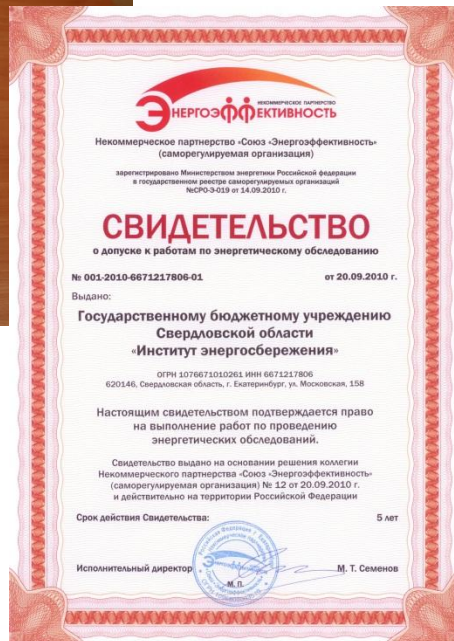 НЕКОММЕРЧЕСКОЕ ПАРТНЕРСТВО
ЭНЕРГОЭФФЕКТИВНОСТЬ
Некоммерческое партнерство «Союз «Энергоэффективность»
(саморегулируемая организация)
зарегистрировано Министерством энергетики Российской федерации
в государственном реестре саморегулируемых организаций
№СРО-Э-019 от 14.09.2010 г.
СВИДЕТЕЛЬСТВО
о допуске к работам по энергетическому обследованию
№ 001-2010-6671217806-01 от 20.09.2010 г.
Выдано:
Государственному бюджетному учреждению
Свердловской области
«Институт энергосбережения»
ОГРН 1076671010261 ИНН 6671217806
620146, Свердловская область, г. Екатеринбург, ул. Московская, 158
Настоящим свидетельством подтверждается право
на выполнение работ по проведению
энергетических обследований.
Свидетельство выдано на основании решения коллегии
Некоммерческого партнерства «Союз «Энергоэффективность»
(саморегулируемая организация) № 12 от 20.09.2010 г.
и действительно на территории Российской Федерации
Срок действия Свидетельства: 5 лет
Исполнительный директор М. Т. Семенов
М. П.